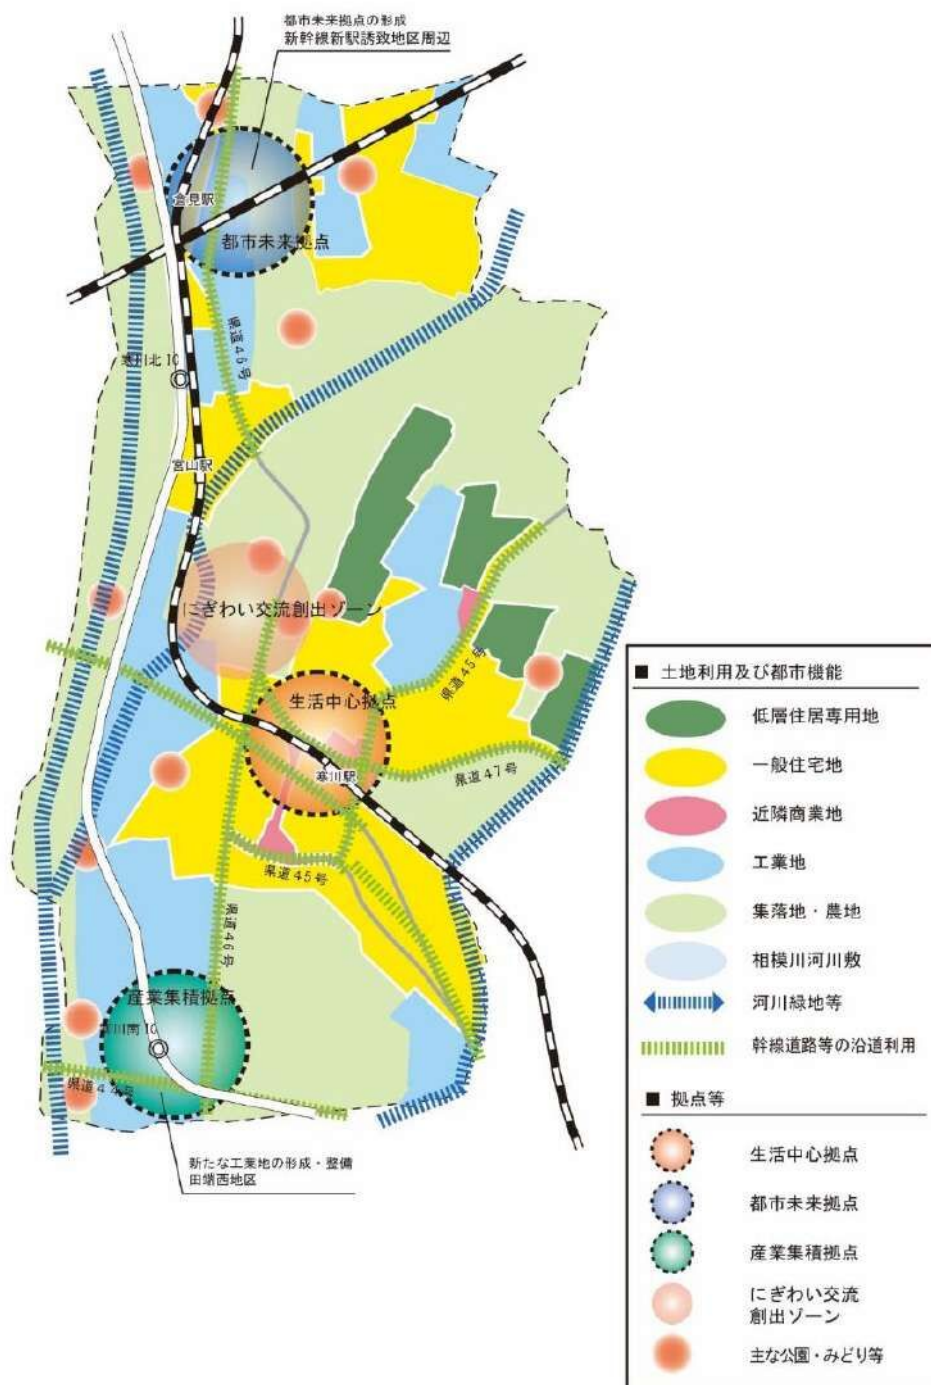 都市未来拠点の形成
新幹線新駅誘致地区周辺
倉見駅
都市未来拠点
県道46号
寒川北IC
宮山駅
にぎわい交流創出ゾーン
県道45号
生活中心拠点
寒川駅
県道47号
県道45号
県道46号
産業集積拠点
寒川南IC
県道44号
新たな工業地の形成・整備
田端西地区
■ 土地利用及び都市機能
低層住居専用地
一般住宅地
近隣商業地
工業地
集落地・農地
相模川河川敷
河川緑地等
幹線道路等の沿道利用
■ 拠点等
生活中心拠点
都市未来拠点
産業集積拠点
にぎわい交流
創出ゾーン
主な公園・みどり等